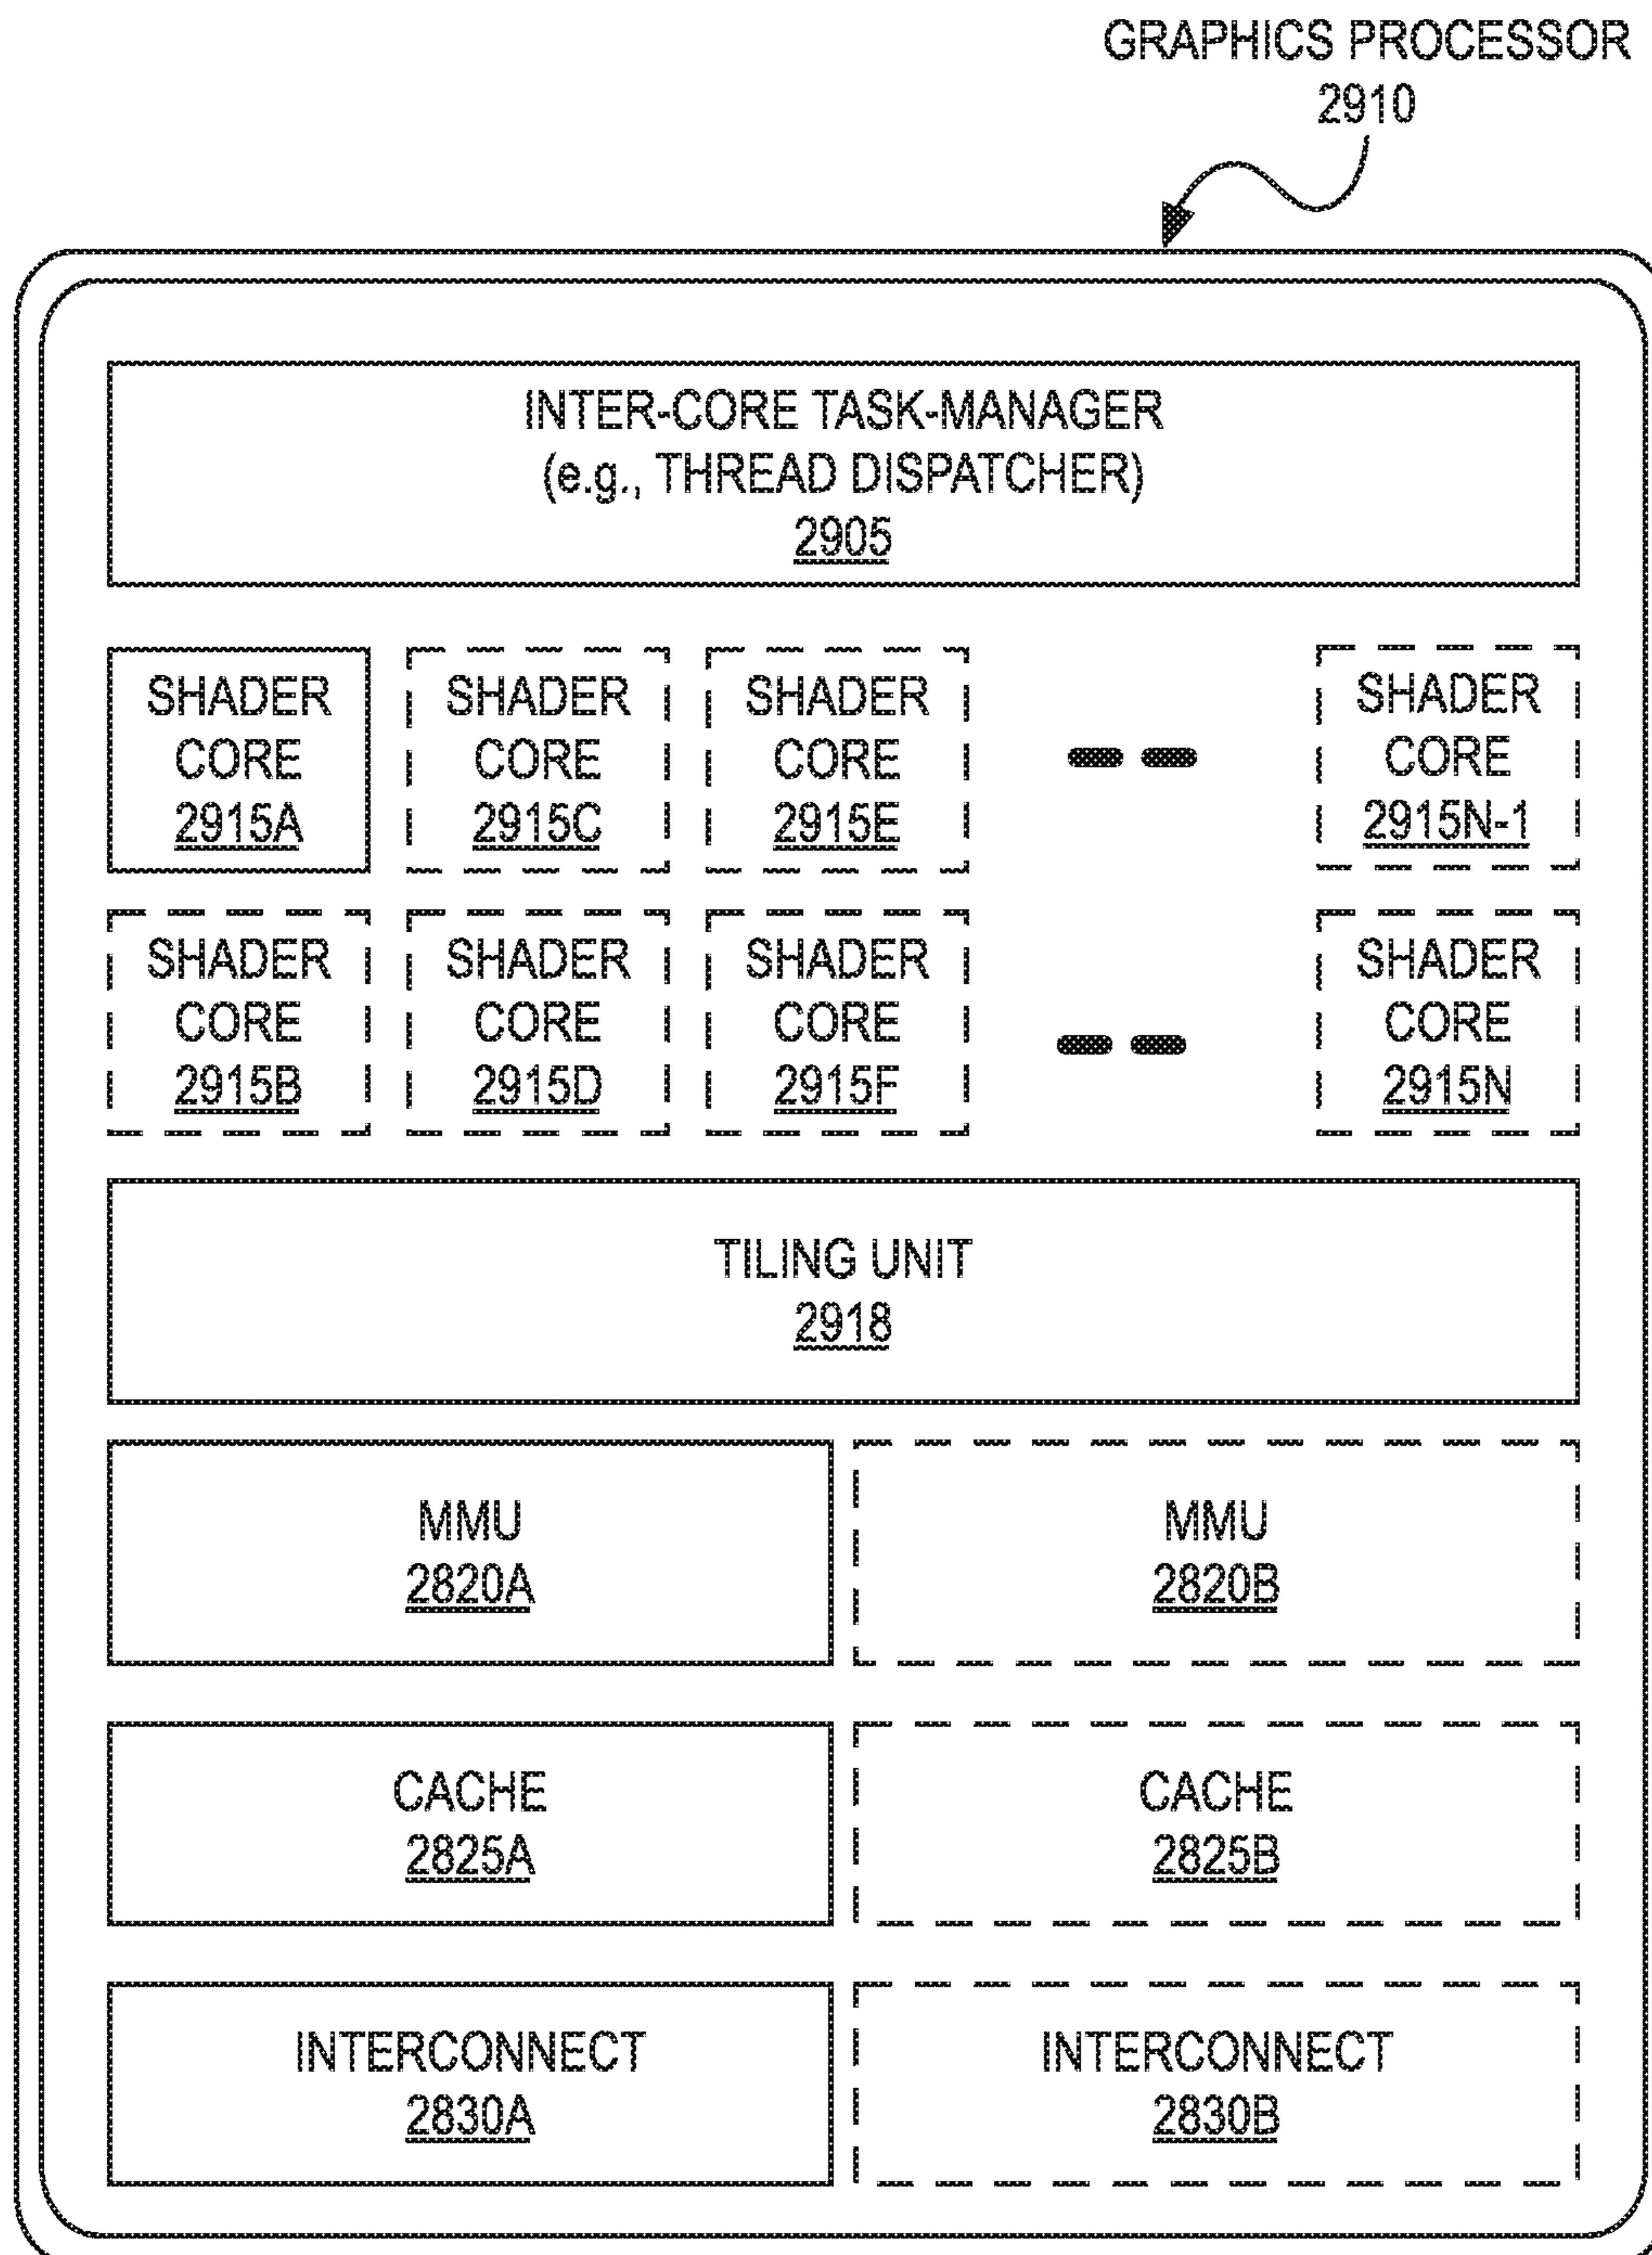 GRAPHICS PROCESSOR
2910
INTER-CORE TASK-MANAGER
(e.g., THREAD DISPATCHER)
2905
SHADER
CORE
2915A
SHADER
CORE
2915C
SHADER
CORE
2915E
SHADER
CORE
2915N-1
SHADER
CORE
2915B
SHADER
CORE
2915D
SHADER
CORE
2915F
SHADER
CORE
2915N
TILING UNIT
2918
MMU
2820A
MMU
2820B
CACHE
2825A
CACHE
2825B
INTERCONNECT
2830A
INTERCONNECT
2830B